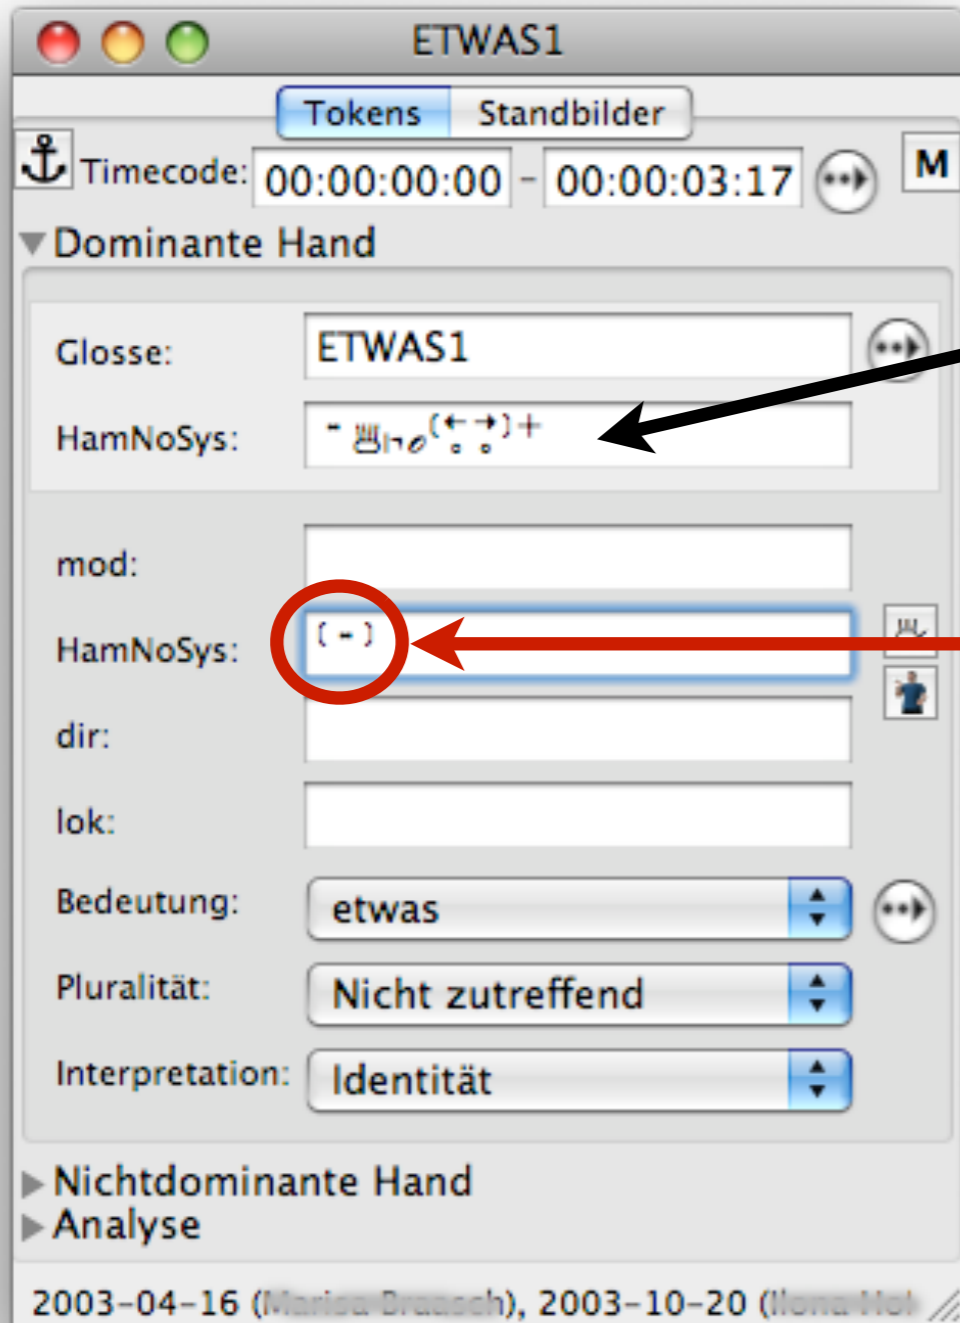 ETWAS1
Tokens Standbilder
Timecode: 00:00:00:00 - 00:00:03:17 M
Dominante Hand
Glosse: ETWAS1
HamNoSys:
mod:
HamNoSys: (-)
dir:
lok:
Bedeutung: etwas
Pluralität: Nicht zutreffend
Interpretation: Identität
Nichtdominante Hand
Analyse
2003-04-16 (), 2003-10-20 (